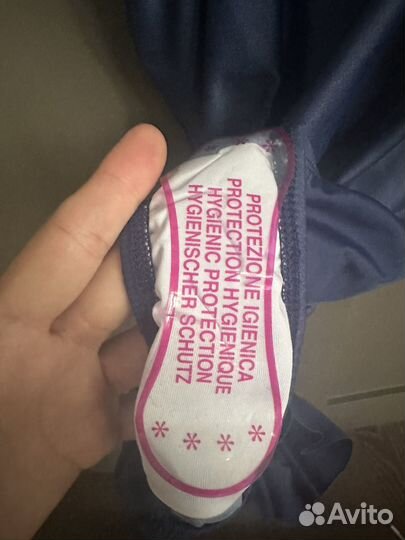 PROTEZIONE IGIENICA
PROTECTION HYGIENIQUE
HYGIENIC PROTECTION
HYGIENISCHER SCHUTZ
Avito